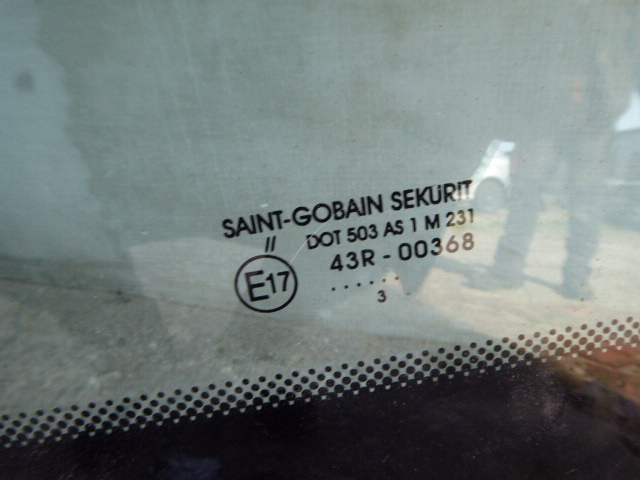 SAINT-GOBAIN SEKURIT
II DOT 503 AS 1 M 231
E17 43R - 00368
......
3